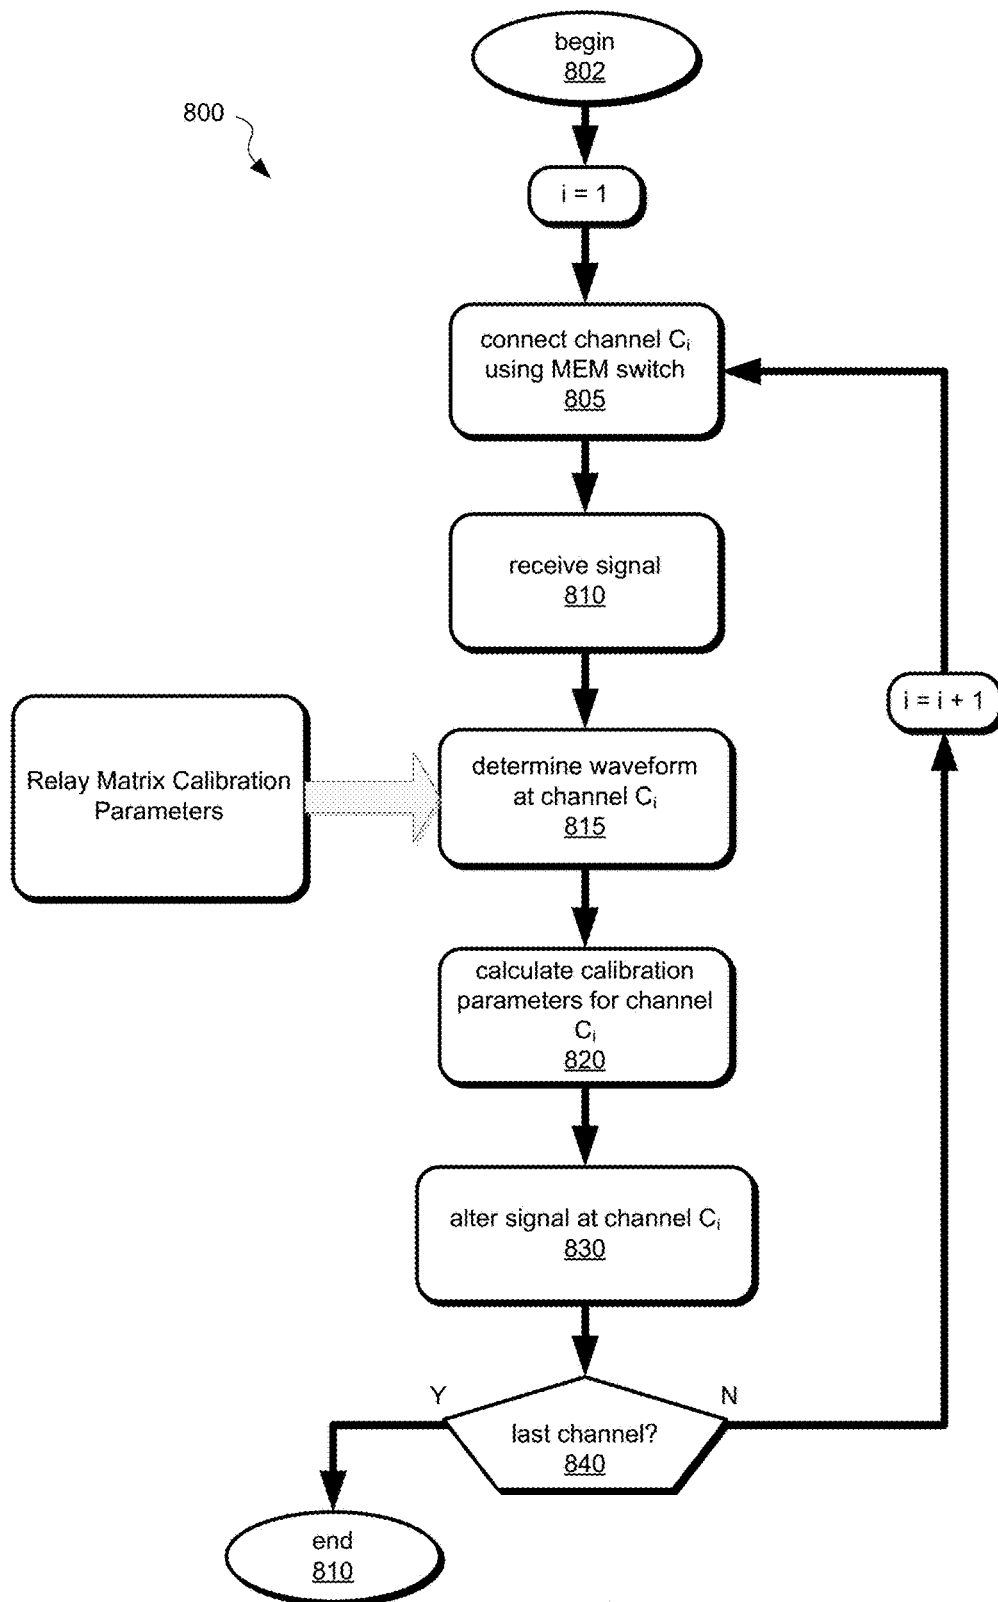 begin
802
800
i = 1
connect channel Ci
using MEM switch
805
receive signal
810
i = i + 1
Relay Matrix Calibration
Parameters
determine waveform
at channel Ci
815
calculate calibration
parameters for channel
Ci
820
alter signal at channel Ci
830
Y
N
last channel?
840
end
810